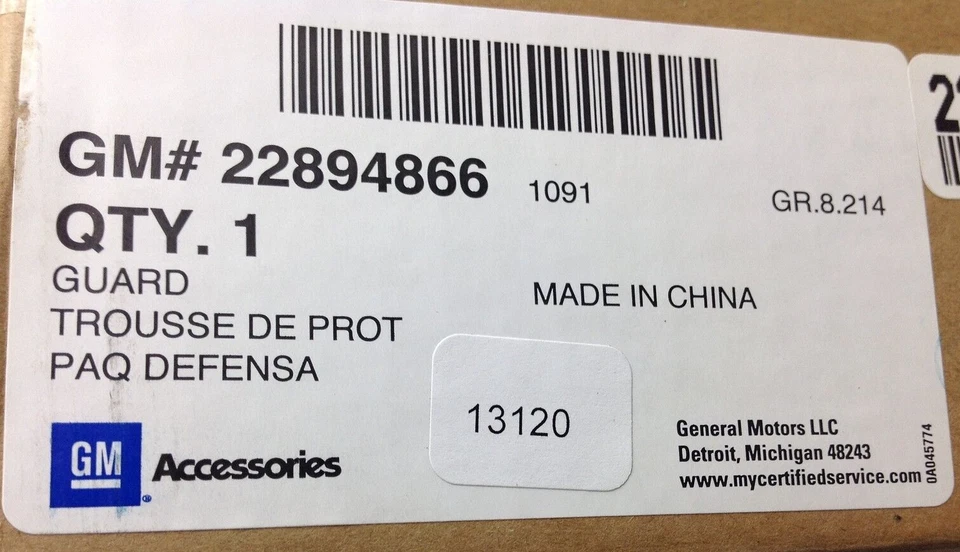 GM# 22894866 1091 GR.8.214
QTY. 1
GUARD
MADE IN CHINA
TROUSSE DE PROT
PAQ DEFENSA
13120
GM Accessories
General Motors LLC
Detroit, Michigan 48243
www.mycertifiedservice.com
0A045774